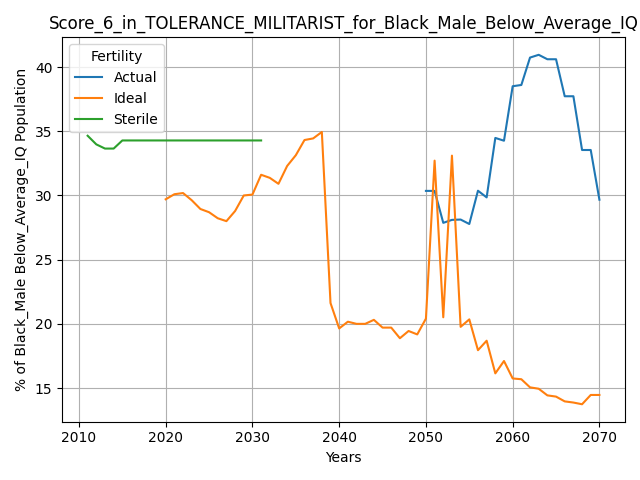 Score_6_in_TOLERANCE_MILITARIST_for_Black_Male_Below_Average_IQ
Fertility
Actual
Ideal
Sterile
% of Black_Male Below_Average_IQ Population
40
35
30
25
20
15
2010 2020 2030 2040 2050 2060 2070
Years